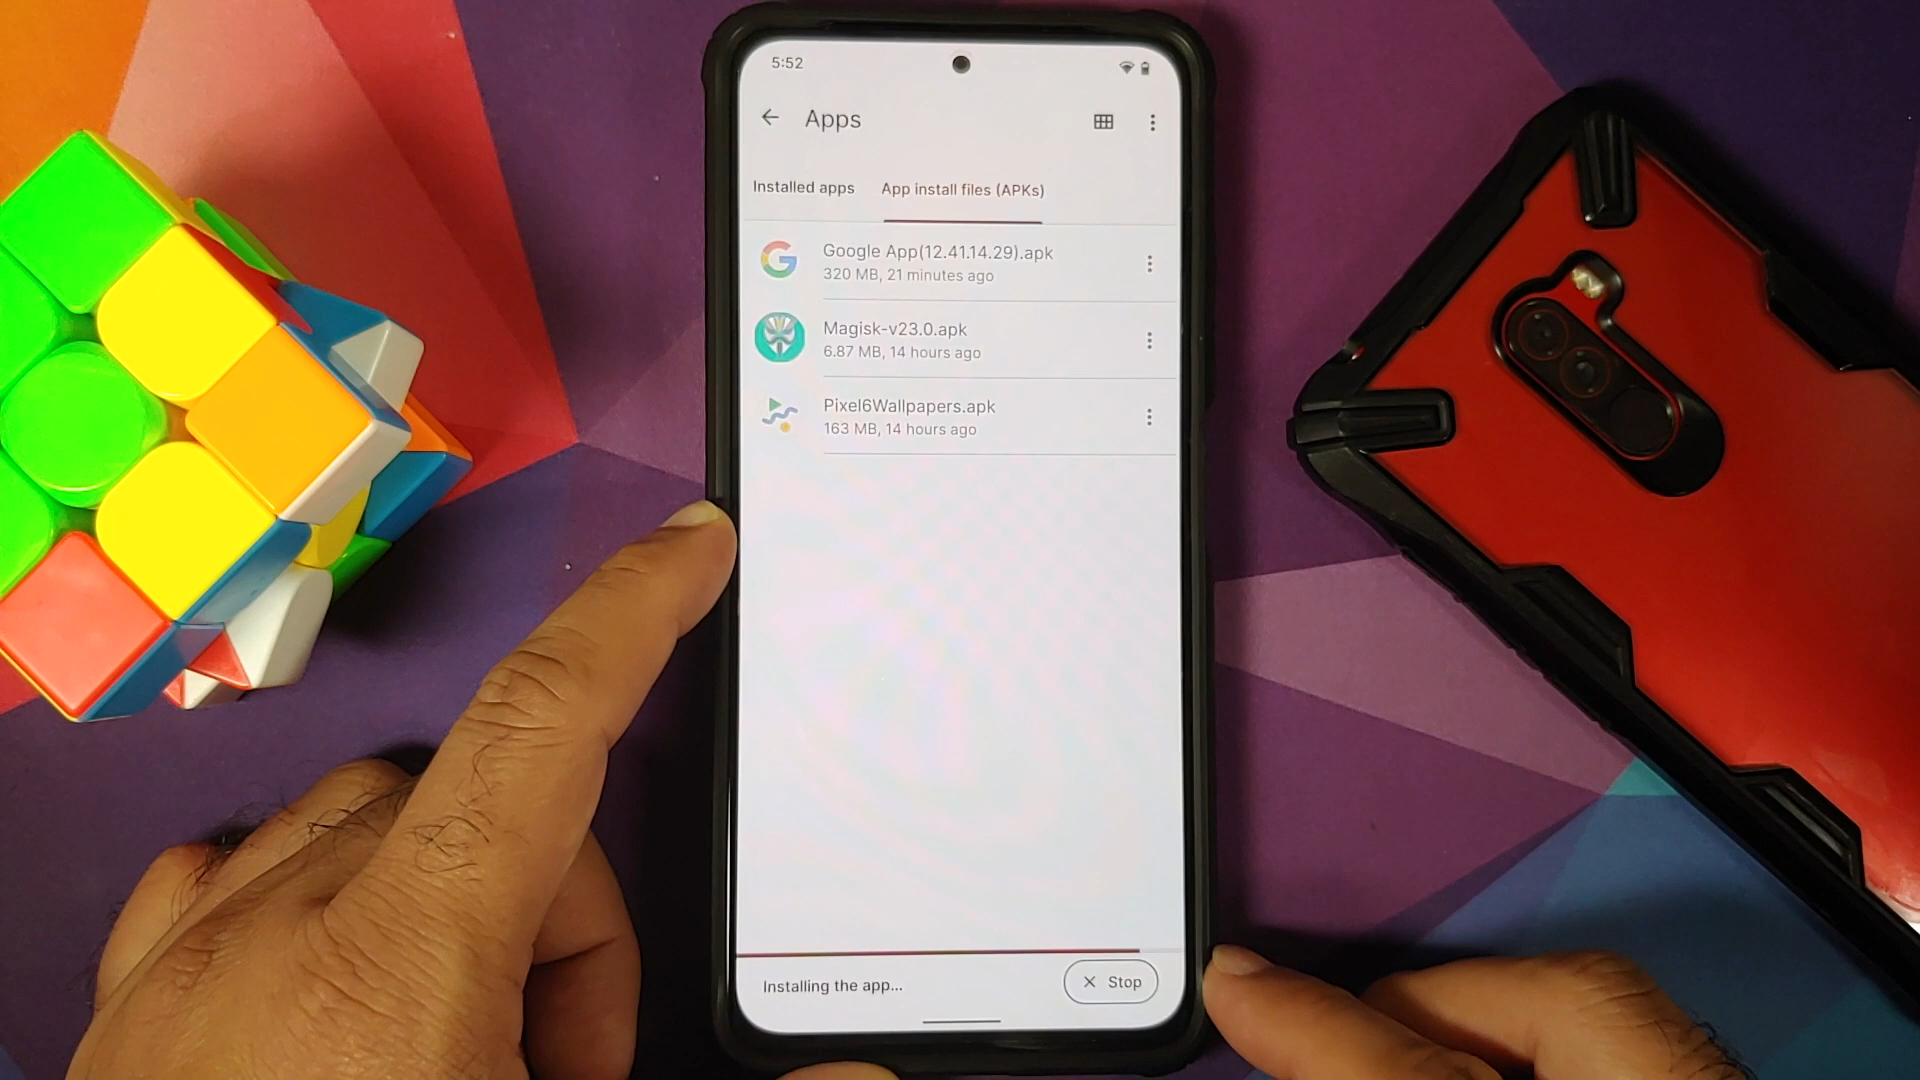 5:52
Apps
Installed apps App install files (APKs)
Google App(12.41.14.29).apk
320 MB, 21 minutes ago
Magisk-v23.0.apk
6.87 MB, 14 hours ago
Pixel6Wallpapers.apk
163 MB, 14 hours ago
Installing the app...
Stop